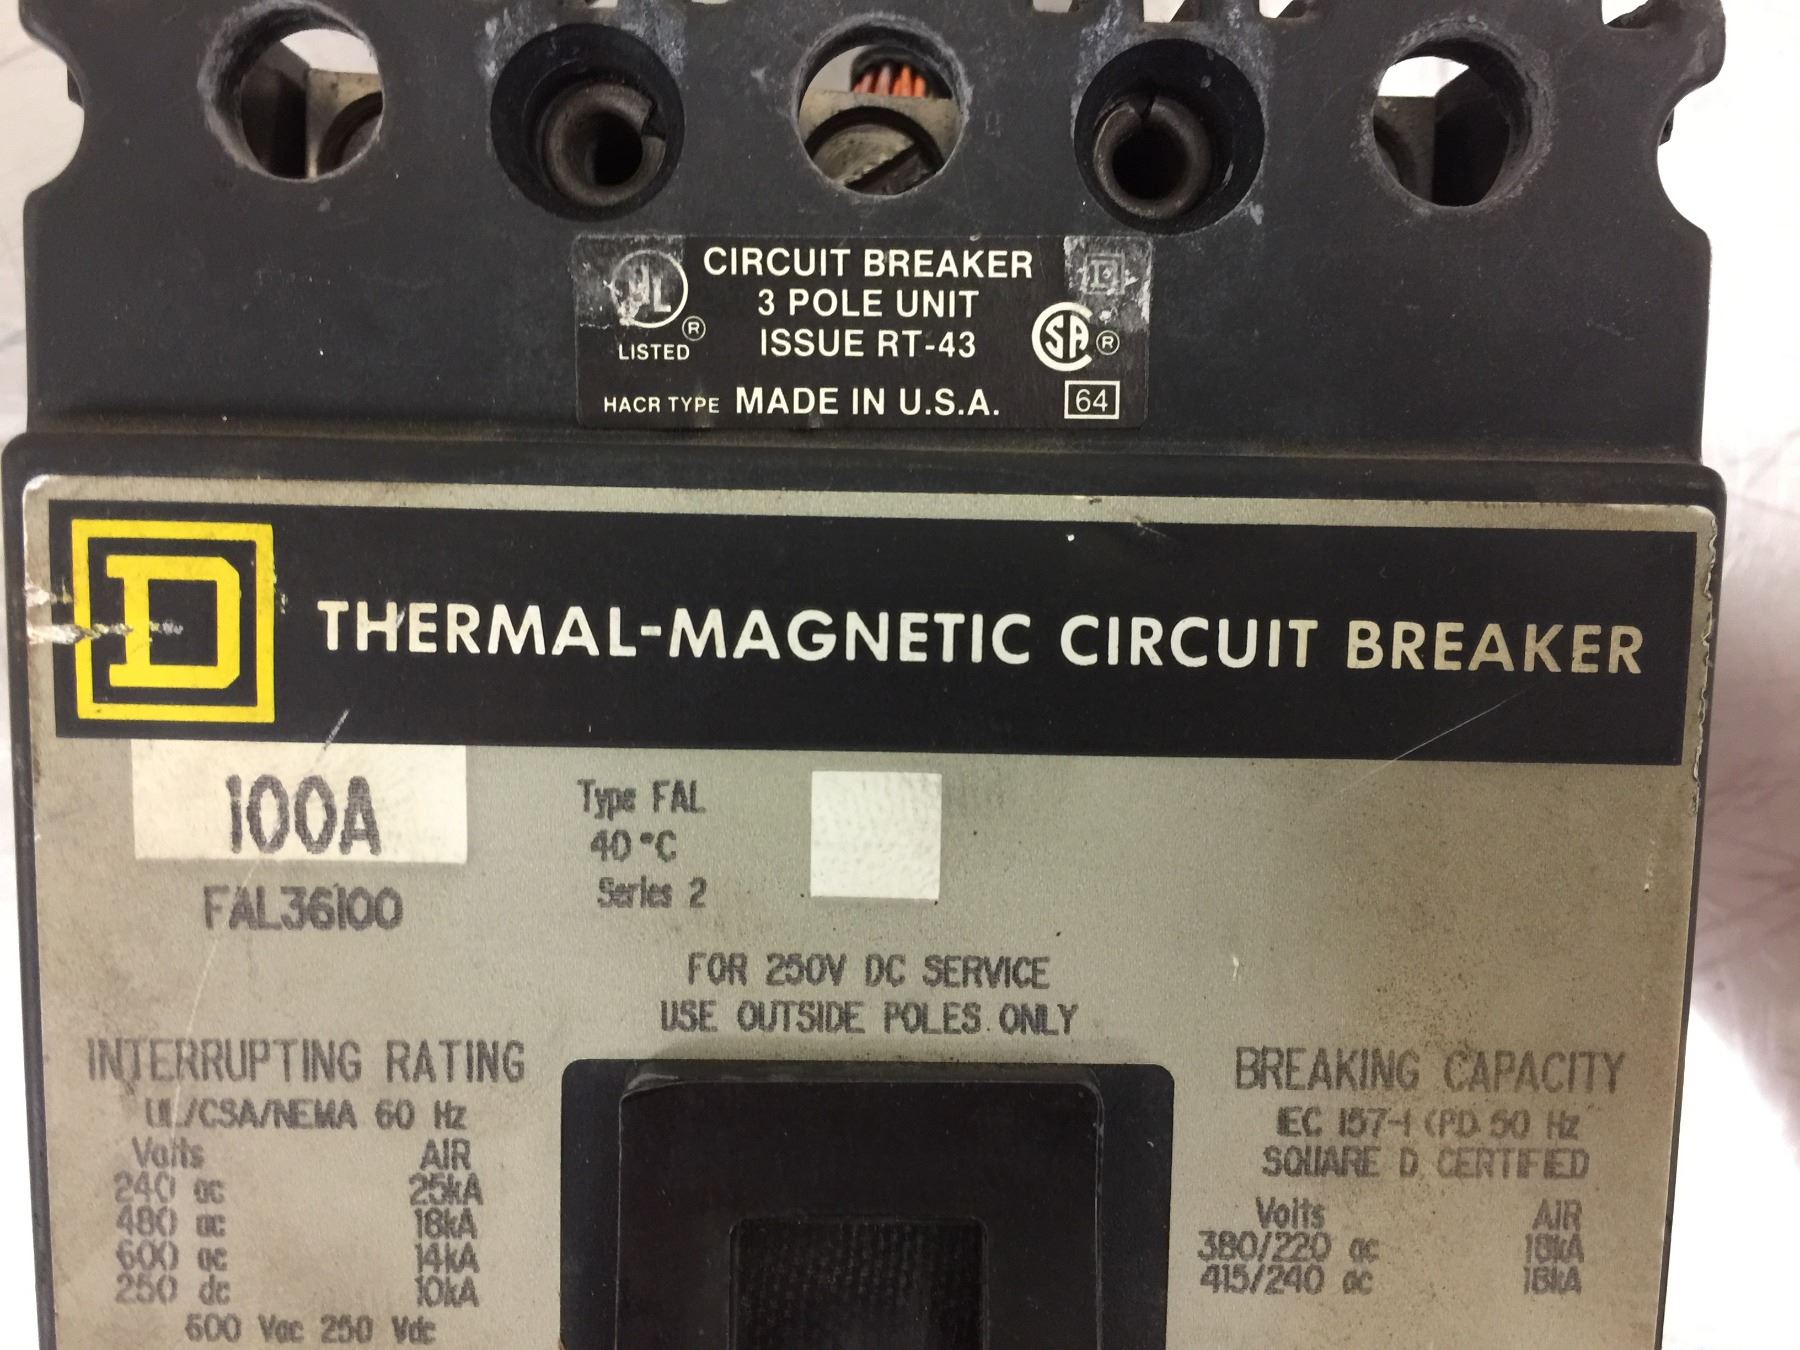 UL
CIRCUIT BREAKER
D
3 POLE UNIT
LISTED ®
ISSUE RT-43
SA ®
HACR TYPE MADE IN U.S.A.
64
D
THERMAL-MAGNETIC CIRCUIT BREAKER
100A
FAL36100
Type FAL
40°C
Series 2
FOR 250V DC SERVICE
USE OUTSIDE POLES ONLY
INTERRUPTING RATING
UL/CSA/NEMA 60 Hz
Volts AIR
240 ac 25kA
480 ac 18kA
600 ac 14kA
250 dc 10kA
600 Vac 250 Vdc
BREAKING CAPACITY
IEC 157-1 (P1) 50 Hz
SQUARE D CERTIFIED
Volts AIR
380/220 ac 18kA
415/240 ac 18kA